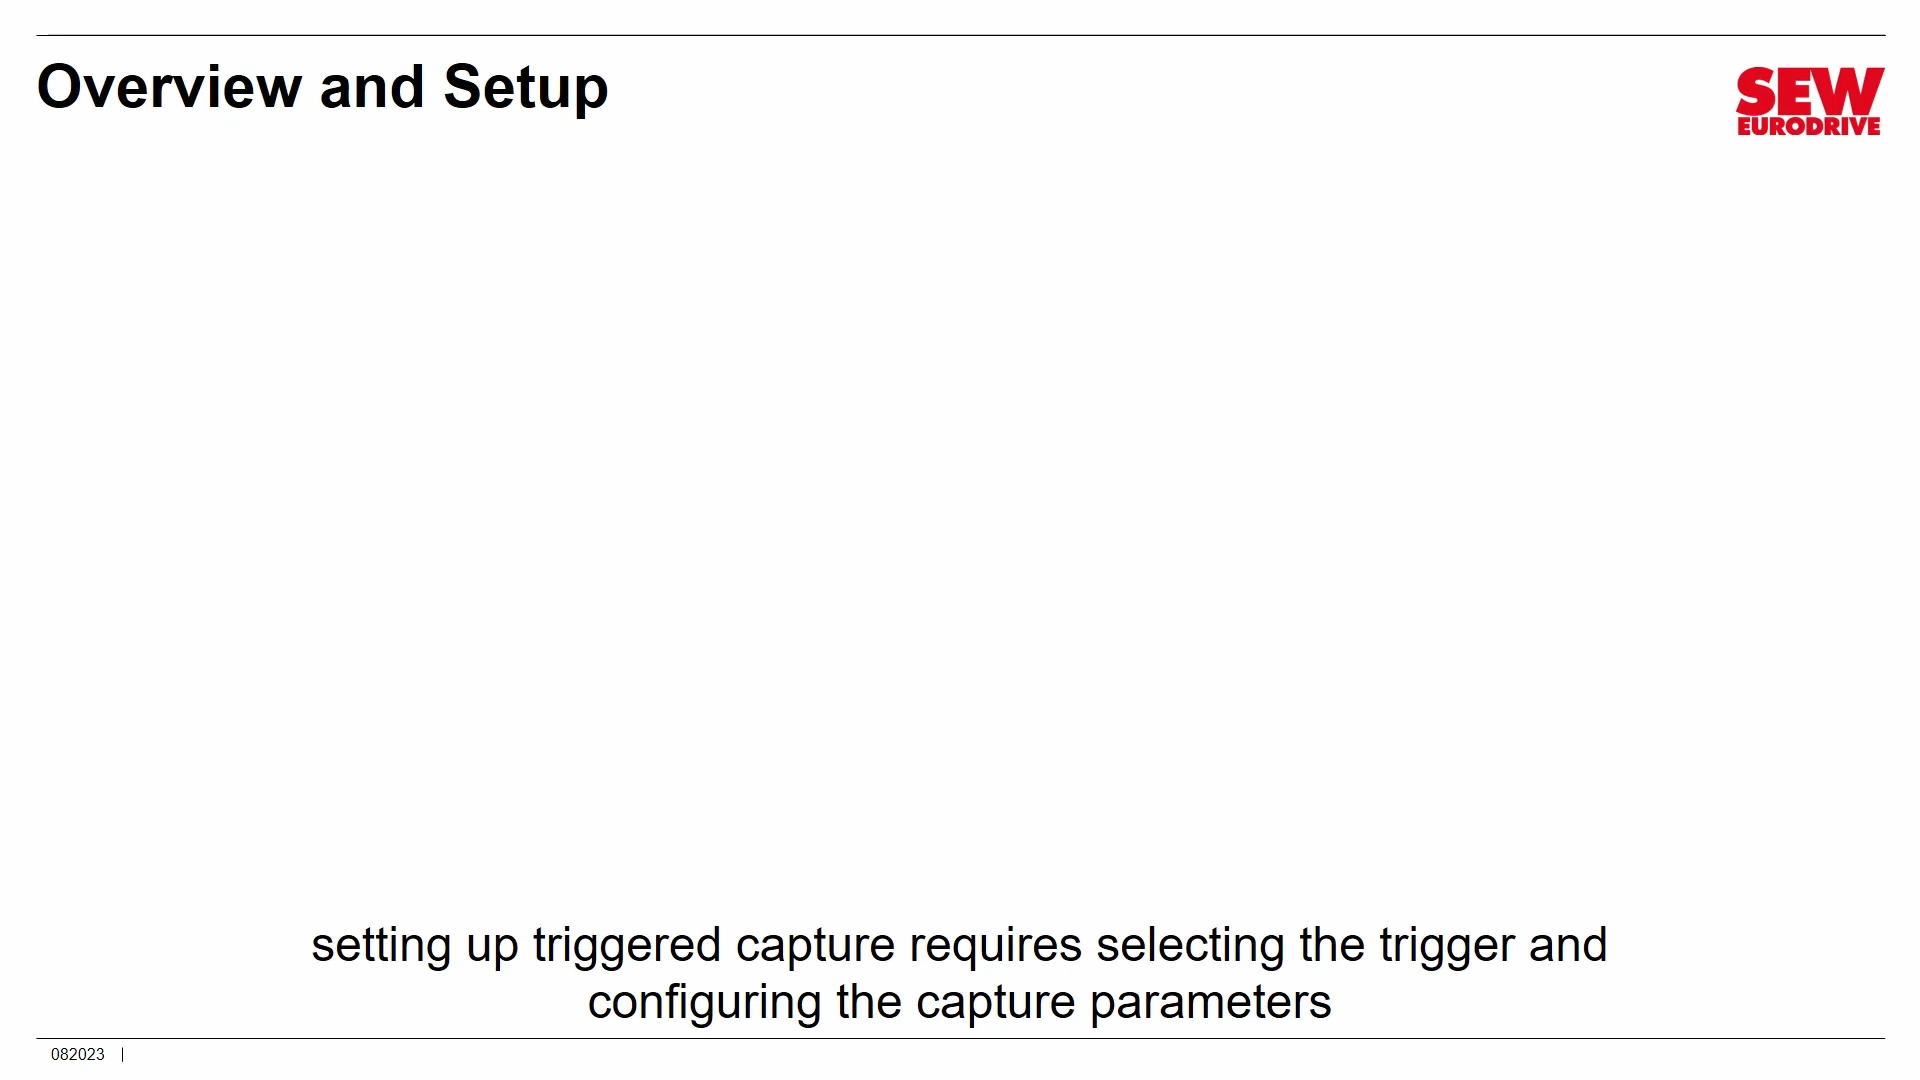 Overview and Setup
SEW
EURODRIVE
setting up triggered capture requires selecting the trigger and
configuring the capture parameters
082023 |